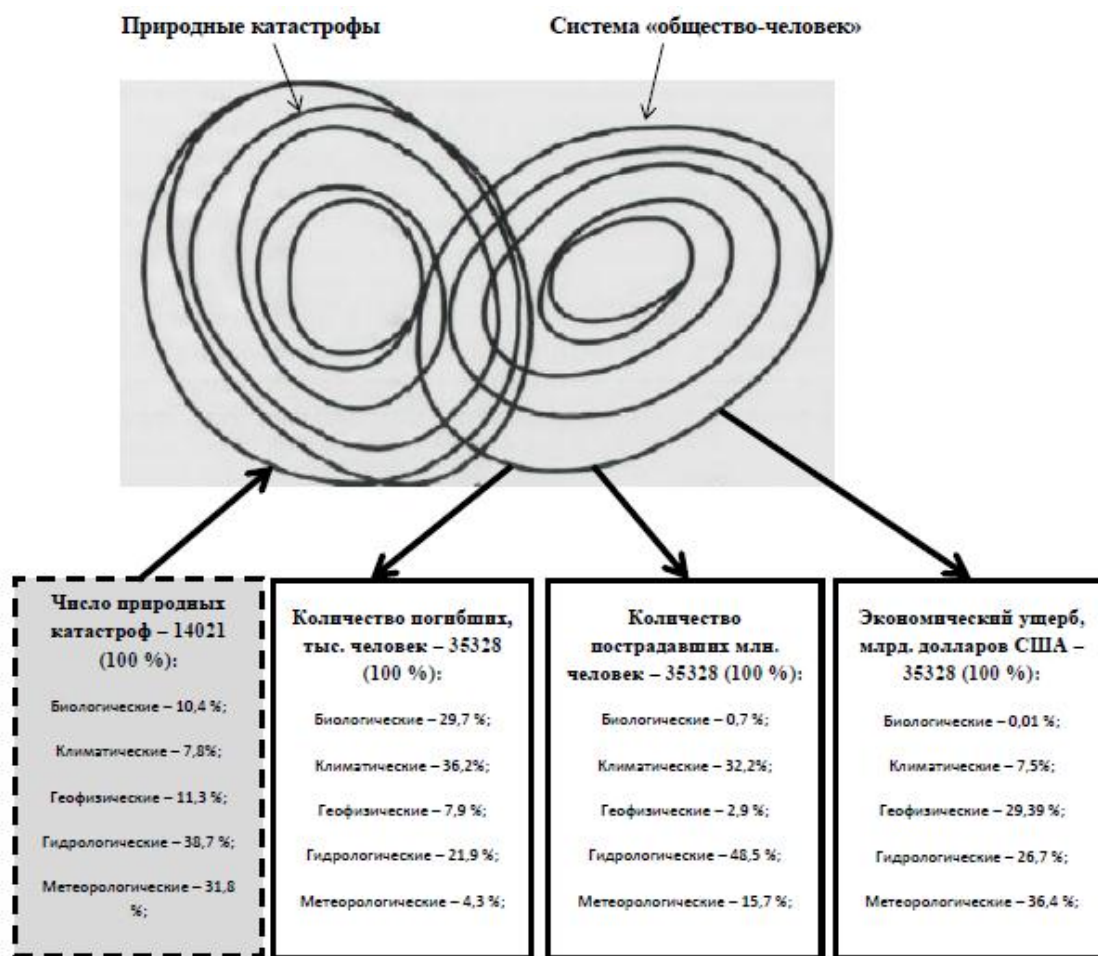 Природные катастрофы
Система «общество-человек»
Число природных
катастроф – 14021
(100 %):
Биологические – 10,4 %;
Климатические – 7,8%;
Геофизические – 11,3 %;
Гидрологические – 38,7 %;
Метеорологические – 31,8
%;
Количество погибших,
тыс. человек – 35328
(100 %):
Биологические – 29,7 %;
Климатические – 36,2%;
Геофизические – 7,9 %;
Гидрологические – 21,9 %;
Метеорологические – 4,3 %;
Количество
пострадавших млн.
человек – 35328 (100 %):
Биологические – 0,7 %;
Климатические – 32,2%;
Геофизические – 2,9 %;
Гидрологические – 48,5 %;
Метеорологические – 15,7 %;
Экономический ущерб,
млрд. долларов США –
35328 (100 %):
Биологические – 0,01 %;
Климатические – 7,5%;
Геофизические – 29,39 %;
Гидрологические – 26,7 %;
Метеорологические – 36,4 %;